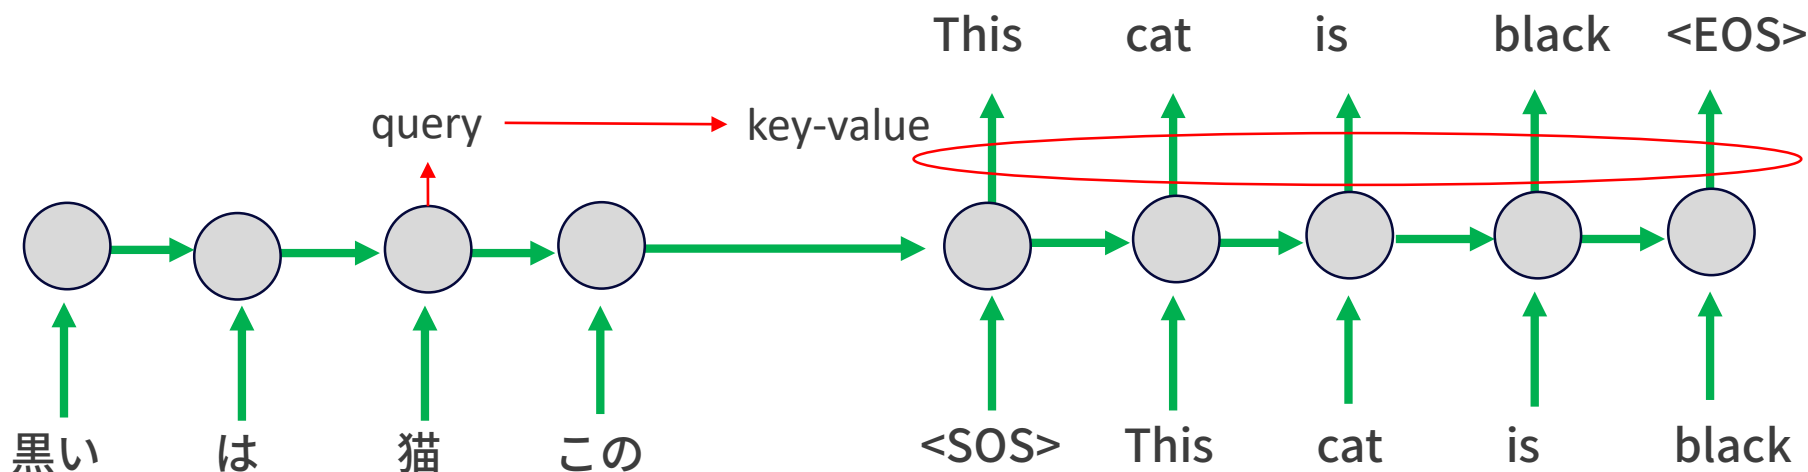 This cat is black <EOS>
query key-value
黒い は 猫 この <SOS> This cat is black